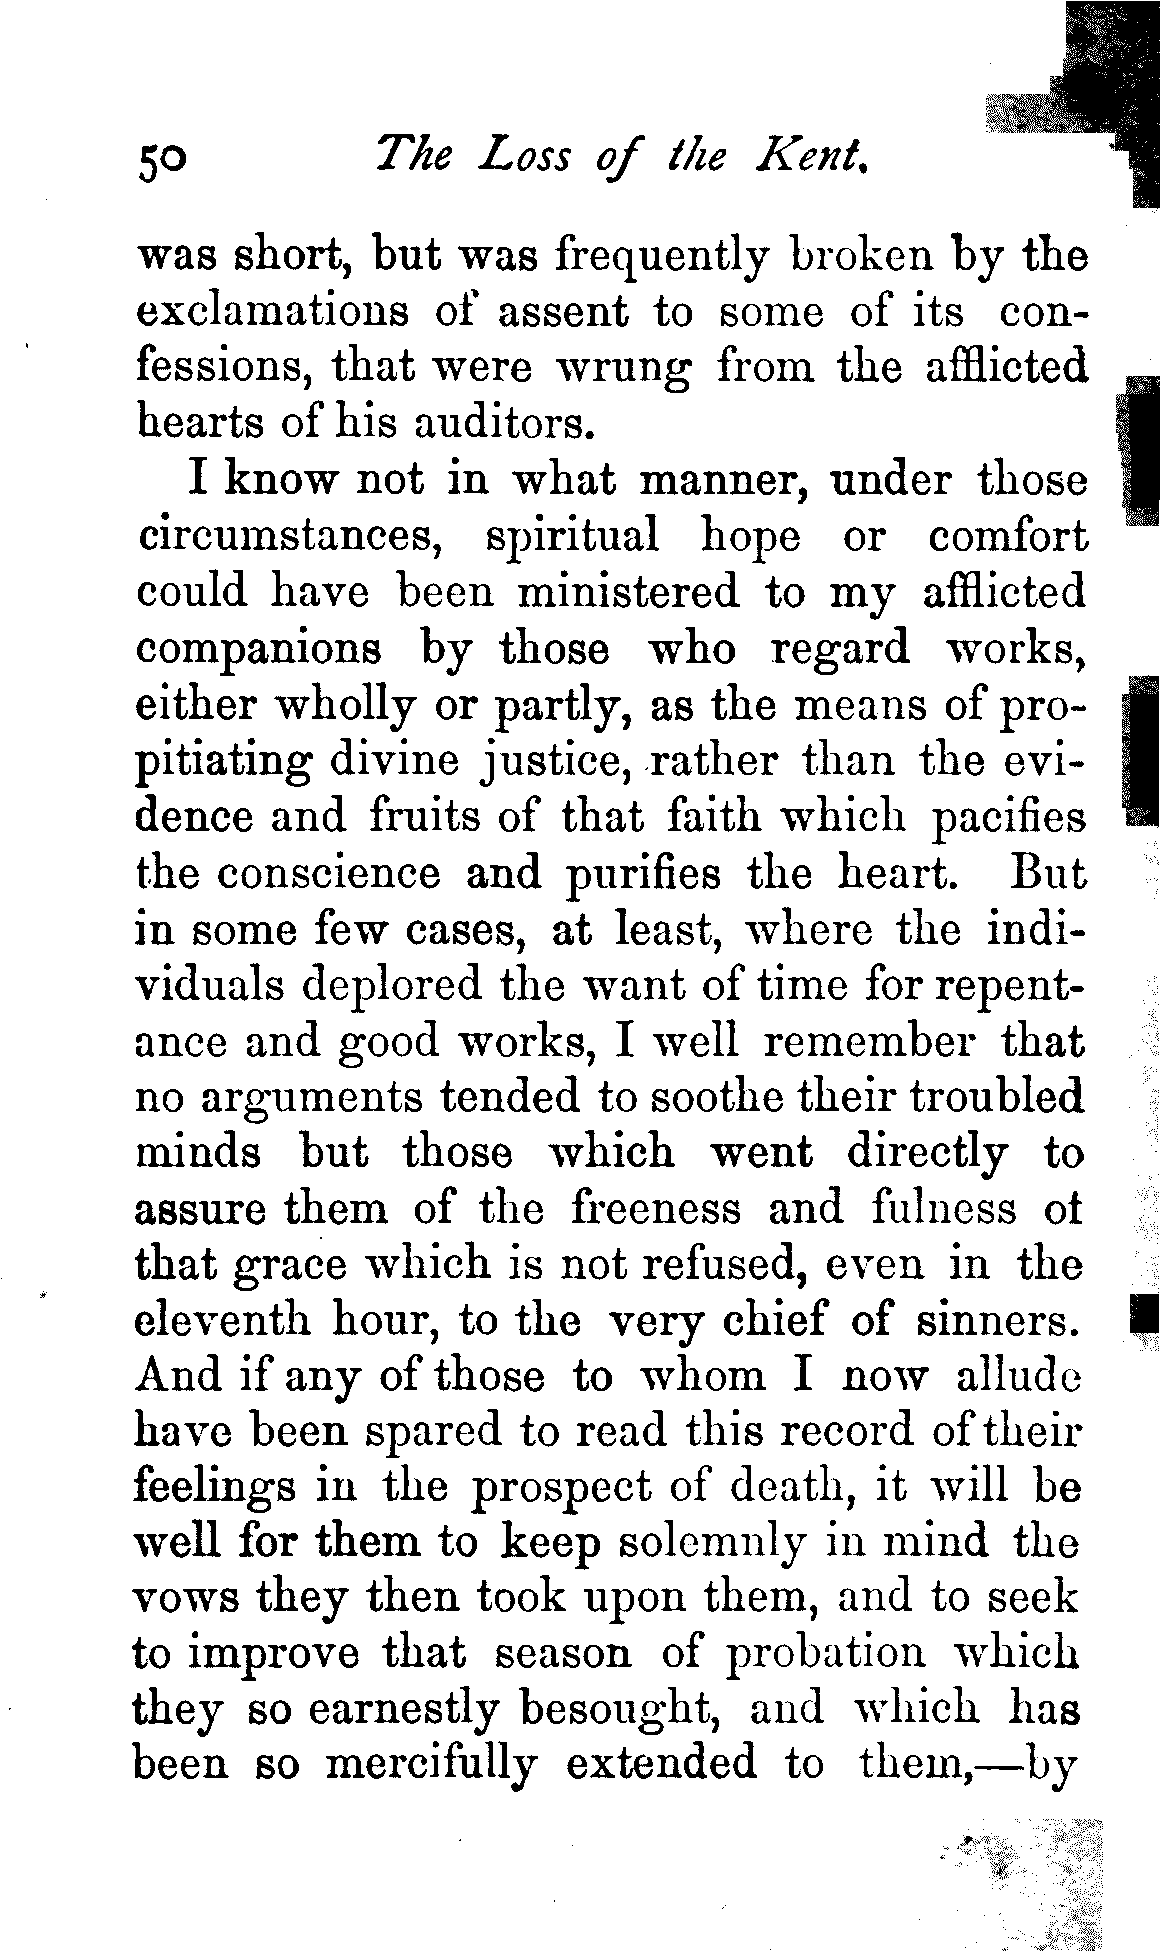 50 The Loss of the Kent.
was short, but was frequently broken by the
exclamations of assent to some of its con-
fessions, that were wrung from the afflicted
hearts of his auditors.
I know not in what manner, under those
circumstances, spiritual hope or comfort
could have been ministered to my afflicted
companions by those who regard works,
either wholly or partly, as the means of pro-
pitiating divine justice, rather than the evi-
dence and fruits of that faith which pacifies
the conscience and purifies the heart. But
in some few cases, at least, where the indi-
viduals deplored the want of time for repent-
ance and good works, I well remember that
no arguments tended to soothe their troubled
minds but those which went directly to
assure them of the freeness and fulness of
that grace which is not refused, even in the
eleventh hour, to the very chief of sinners.
And if any of those to whom I now allude
have been spared to read this record of their
feelings in the prospect of death, it will be
well for them to keep solemnly in mind the
vows they then took upon them, and to seek
to improve that season of probation which
they so earnestly besought, and which has
been so mercifully extended to them,—by